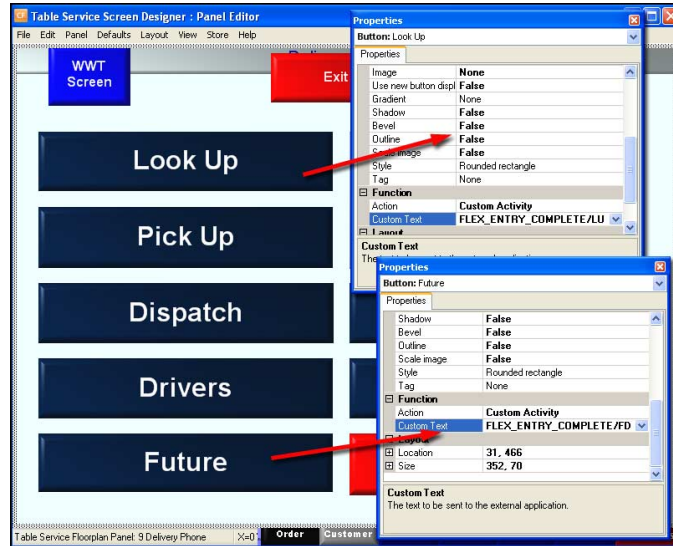 Table Service Screen Designer : Panel Editor
File Edit Panel Defaults Layout View Store Help
WWT
Screen
Exit
Look Up
Pick Up
Dispatch
Drivers
Future
Table Service Floorplan Panel: 9 Delivery Phone
Order
Customer
Properties
Button: Look Up
Properties
Image None
Use new button displ False
Gradient None
Shadow False
Bevel False
Outline False
Scale image False
Style Rounded rectangle
Tag None
Function
Action Custom Activity
Custom Text FLEX_ENTRY_COMPLETE/LU
Layout
Custom Text
Properties
Button: Future
Properties
Shadow False
Bevel False
Outline False
Scale image False
Style Rounded rectangle
Tag None
Function
Action Custom Activity
Custom Text FLEX_ENTRY_COMPLETE/FD
Layout
Location 31, 466
Size 352, 70
Custom Text
The text to be sent to the external application.